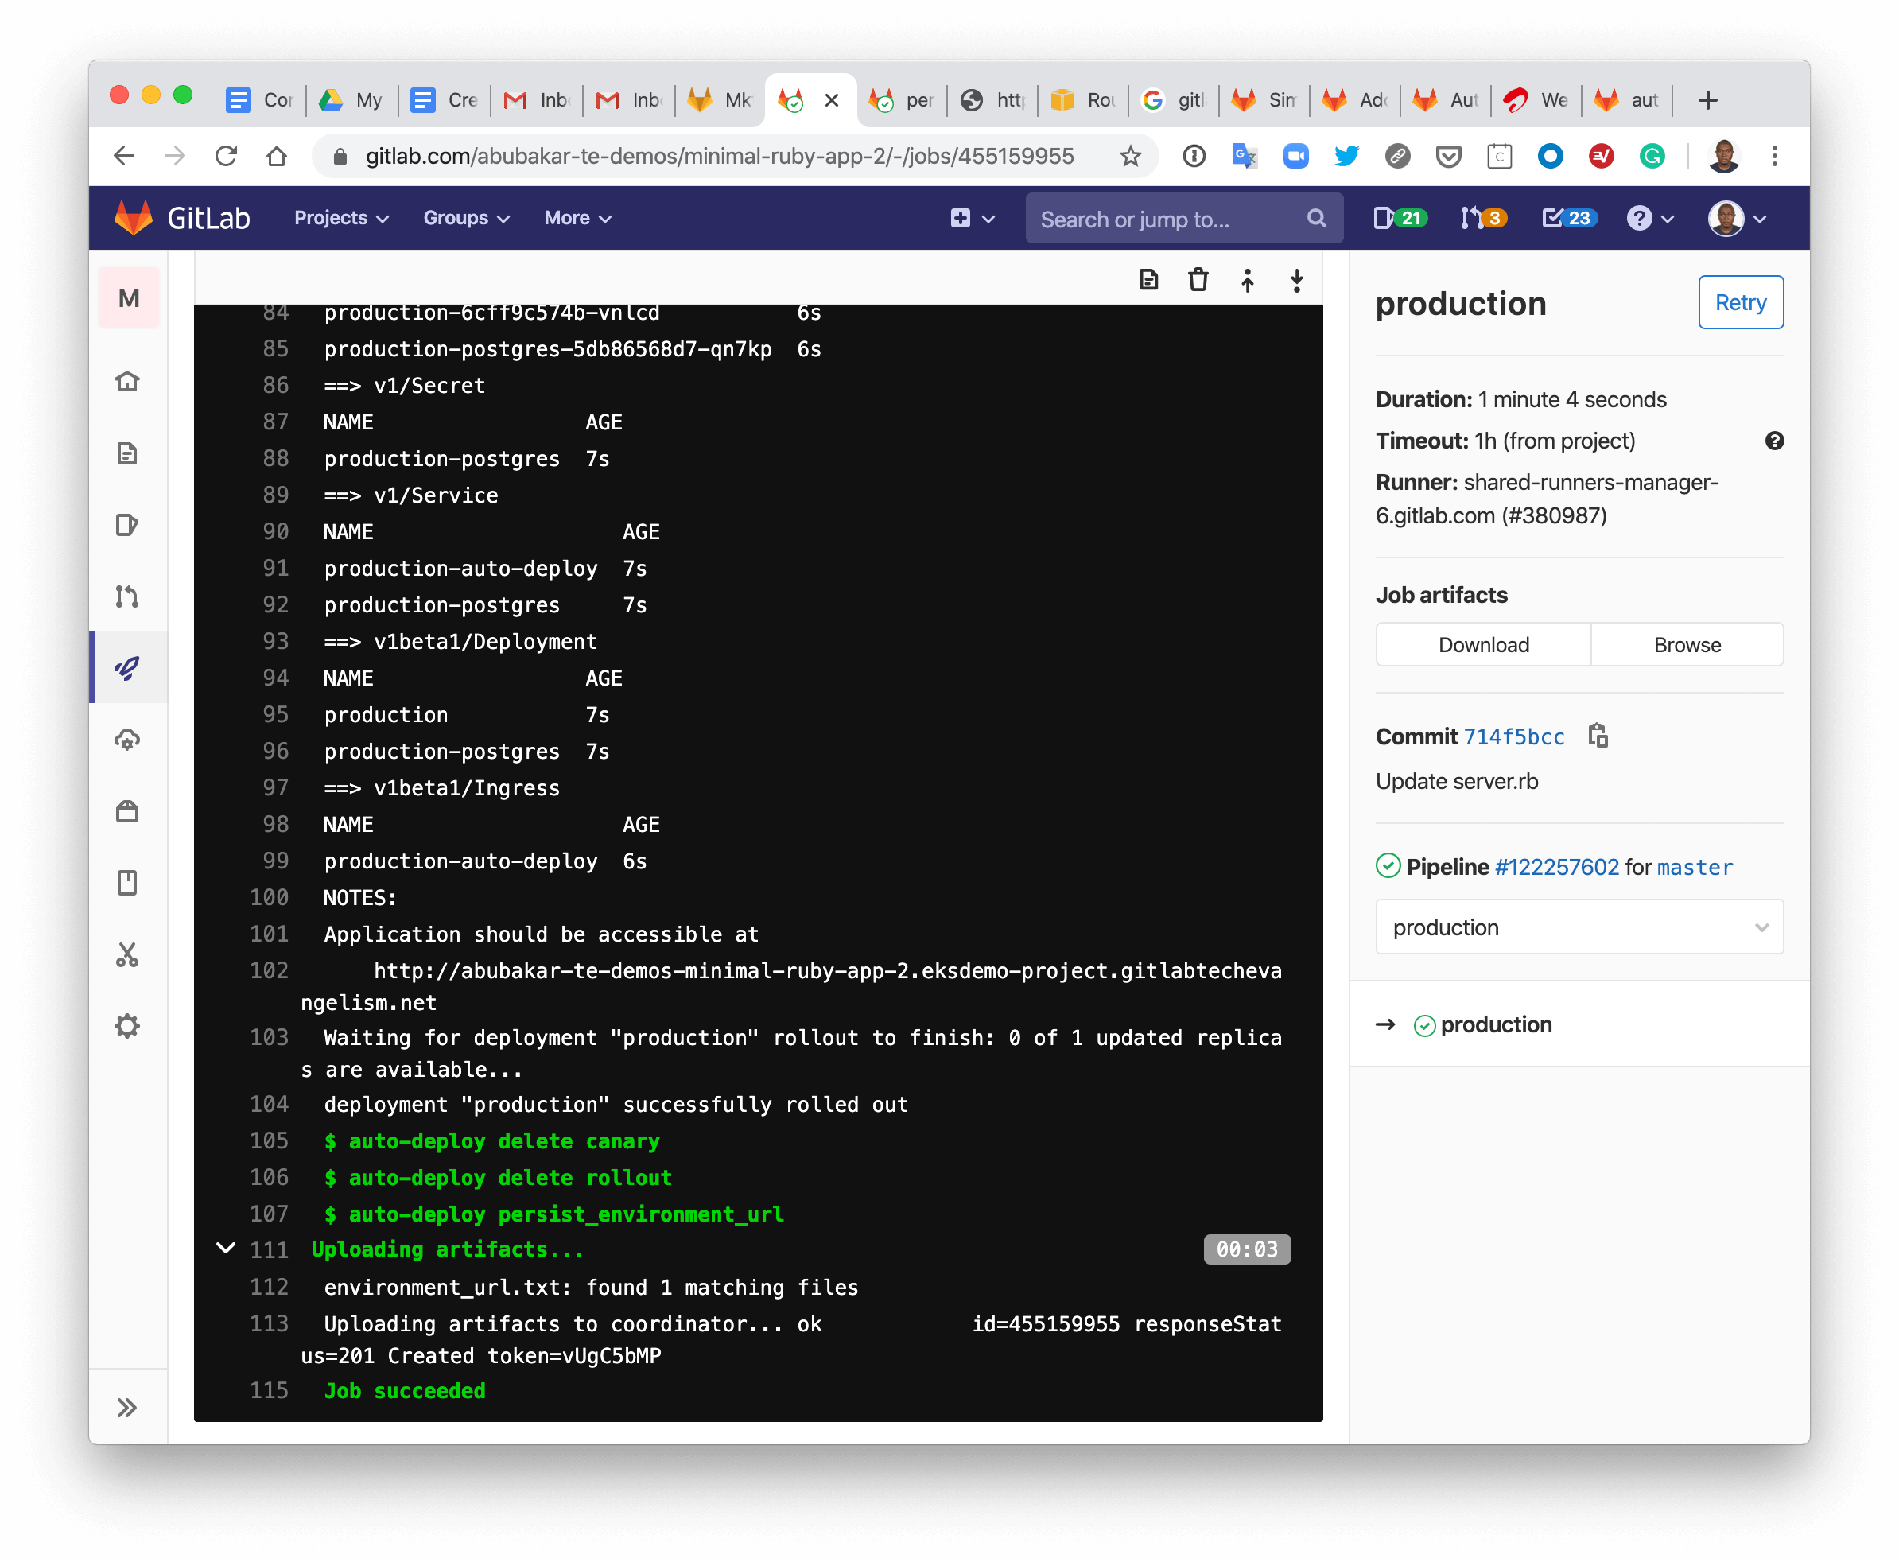 Cor
My
Cre
Inb
Inb
Mk
per
http
Rou
gitl
Sim
Add
Aut
We
aut
gitlab.com/abubakar-te-demos/minimal-ruby-app-2/-/jobs/455159955
GitLab
Projects
Groups
More
Search or jump to...
21
3
23
M
84 production-6cff9c574b-vnlcd 6s
85 production-postgres-5db86568d7-qn7kp 6s
86 ==> v1/Secret
87 NAME AGE
88 production-postgres 7s
89 ==> v1/Service
90 NAME AGE
91 production-auto-deploy 7s
92 production-postgres 7s
93 ==> v1beta1/Deployment
94 NAME AGE
95 production 7s
96 production-postgres 7s
97 ==> v1beta1/Ingress
98 NAME AGE
99 production-auto-deploy 6s
100 NOTES:
101 Application should be accessible at
102 http://abubakar-te-demos-minimal-ruby-app-2.eksdemo-project.gitlabtecheva
ngelism.net
103 Waiting for deployment "production" rollout to finish: 0 of 1 updated replica
s are available...
104 deployment "production" successfully rolled out
105 $ auto-deploy delete canary
106 $ auto-deploy delete rollout
107 $ auto-deploy persist_environment_url
111 Uploading artifacts... 00:03
112 environment_url.txt: found 1 matching files
113 Uploading artifacts to coordinator... ok id=455159955 responseStat
us=201 Created token=vUgC5bMP
115 Job succeeded
production
Retry
Duration: 1 minute 4 seconds
Timeout: 1h (from project)
Runner: shared-runners-manager-
6.gitlab.com (#380987)
Job artifacts
Download
Browse
Commit 714f5bcc
Update server.rb
Pipeline #122257602 for master
production
production